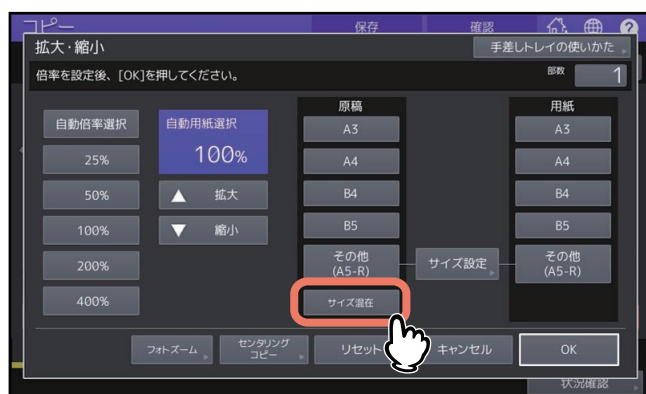 コピー
保存
確認
?
拡大・縮小
手差しトレイの使いかた
倍率を設定後、[OK]を押してください。
部数
1
自動倍率選択
25%
50%
100%
200%
400%
自動用紙選択
100%
拡大
縮小
原稿
A3
A4
B4
B5
その他
(A5-R)
サイズ混在
サイズ設定
用紙
A3
A4
B4
B5
その他
(A5-R)
フォトズーム
センタリング
コピー
リセット
キャンセル
OK
状況確認